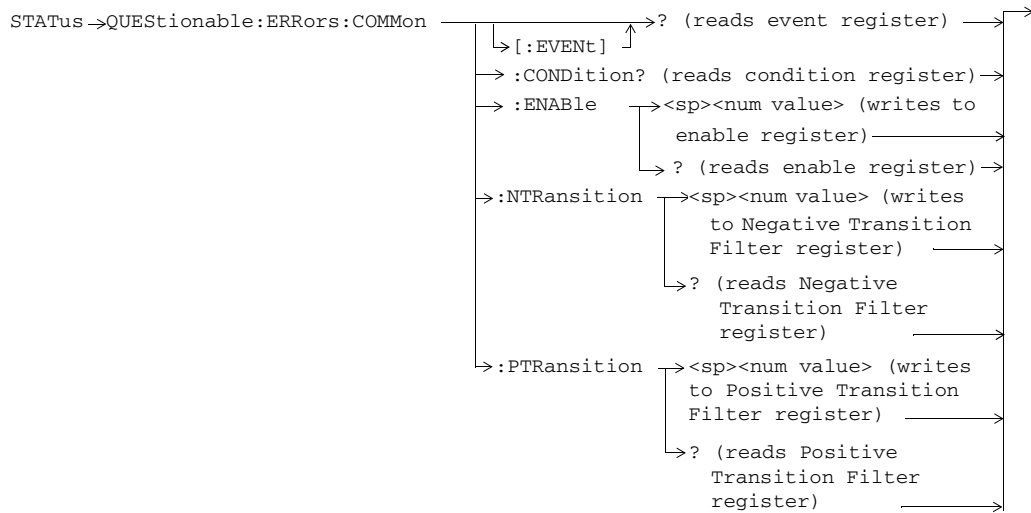 STATus QUEStionable:ERRors:COMMon ? (reads event register)
[:EVENt]
:CONDition? (reads condition register)
:ENABle <sp><num value> (writes to
enable register)
? (reads enable register)
:NTRansition <sp><num value> (writes
to Negative Transition
Filter register)
? (reads Negative
Transition Filter
register)
:PTRansition <sp><num value> (writes
to Positive Transition
Filter register)
? (reads Positive
Transition Filter
register)